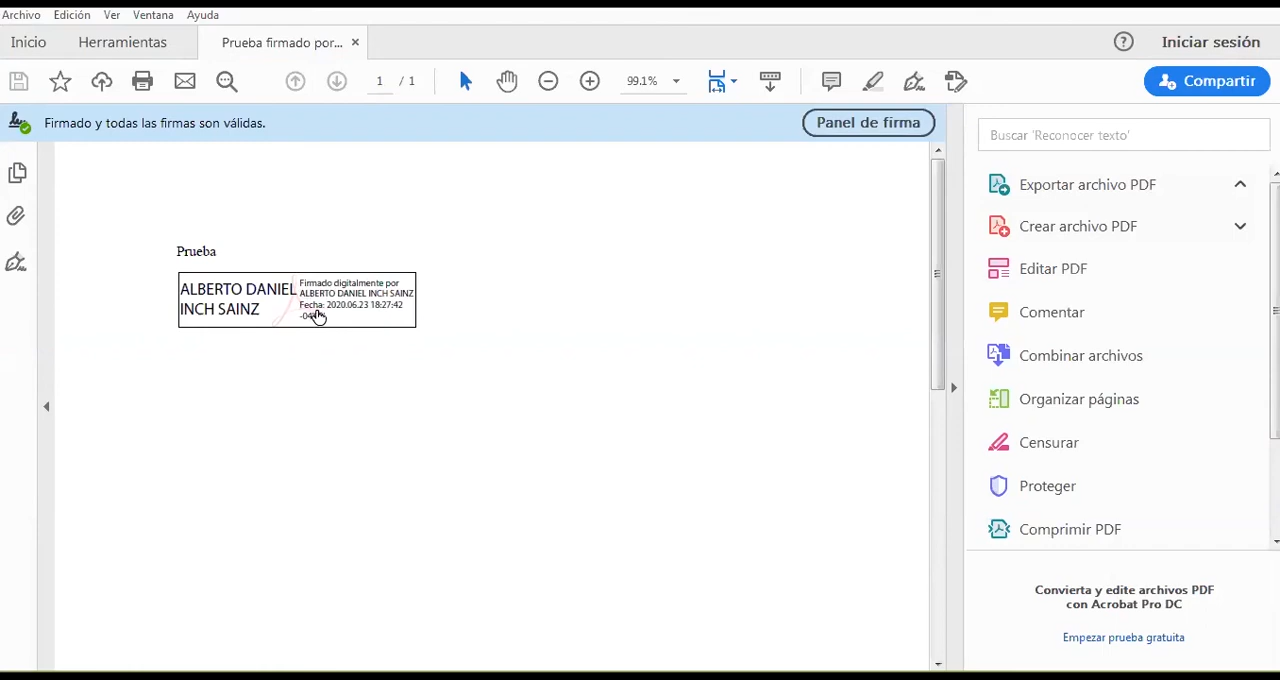 Archivo Edición Ver Ventana Ayuda
Inicio Herramientas Prueba firmado por... ×
Iniciar sesión
1 / 1 99.1% Compartir
Firmado y todas las firmas son válidas. Panel de firma
Buscar 'Reconocer texto'
Exportar archivo PDF
Crear archivo PDF
Editar PDF
Comentar
Combinar archivos
Organizar páginas
Censurar
Proteger
Comprimir PDF
Convierta y edite archivos PDF
con Acrobat Pro DC
Empezar prueba gratuita
Prueba
ALBERTO DANIEL
INCH SAINZ
Firmado digitalmente por
ALBERTO DANIEL INCH SAINZ
Fecha: 2020.06.23 18:27:42